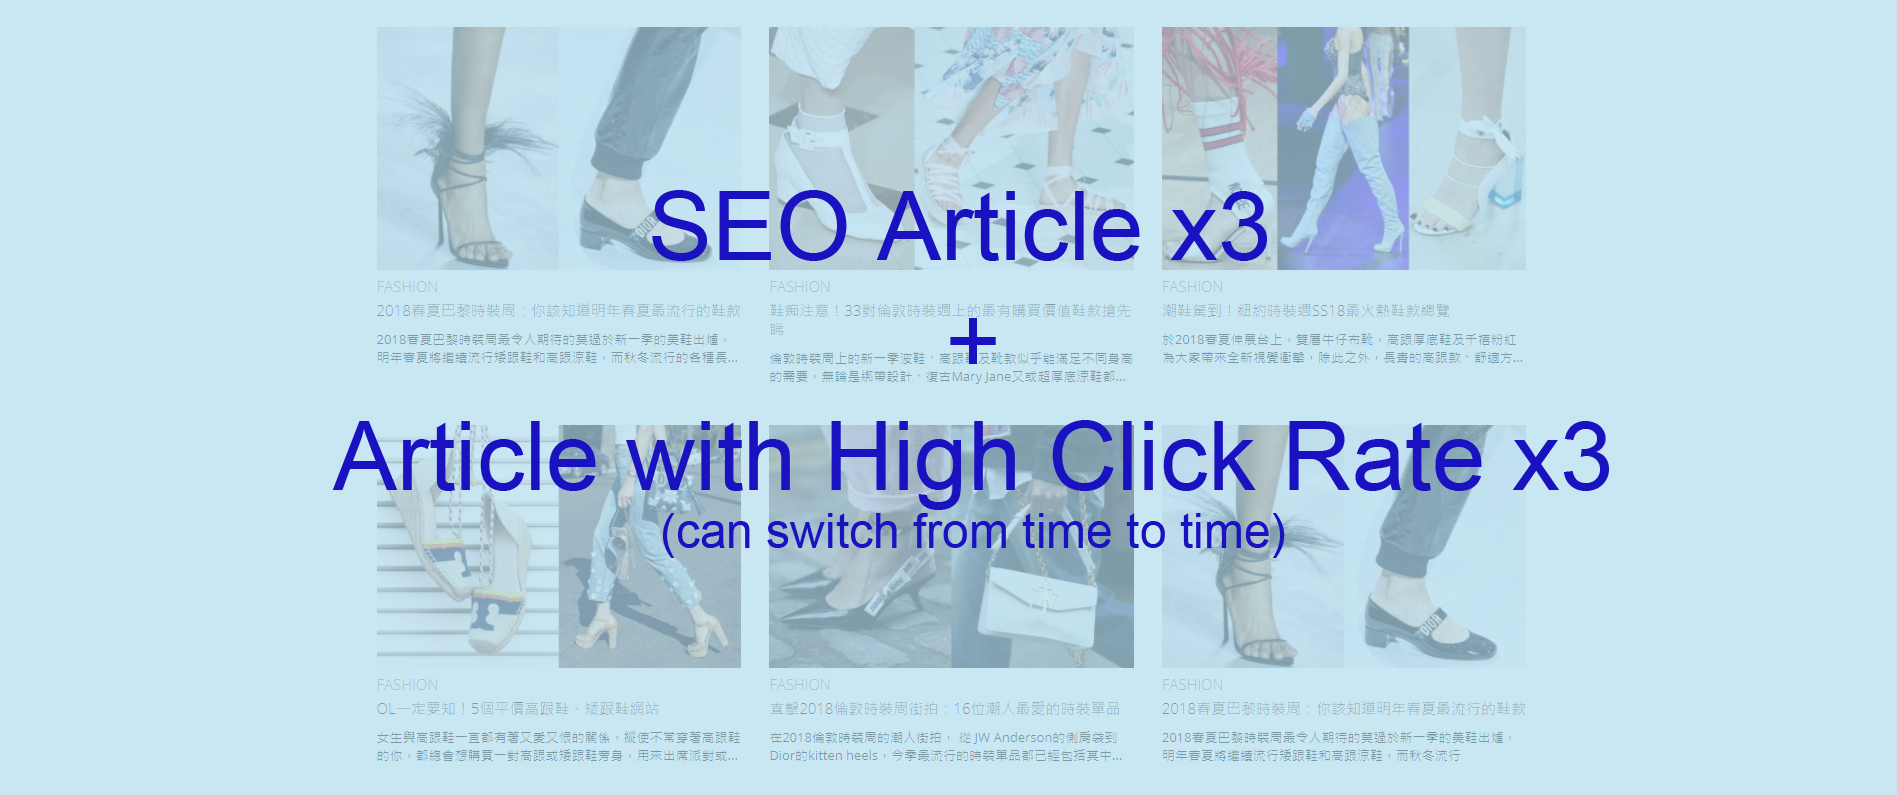 SEO Article x3
+
Article with High Click Rate x3
(can switch from time to time)
FASHION
2018春夏巴黎時裝周：你該知道明年春夏最流行的鞋款
2018春夏巴黎時裝周最令人期待的莫過於新一季的美鞋出爐，
明年春夏將繼續流行矮跟鞋和高跟涼鞋，而秋冬流行的各種長...
FASHION
鞋痴注意！33對倫敦時裝週上的最有購買價值鞋款搶先
睇
倫敦時裝周上的新一季波鞋、高跟鞋及靴款似乎能滿足不同身高
的需要，無論是綁帶設計、復古Mary Jane又或超厚底涼鞋都...
FASHION
潮鞋駕到！紐約時裝週SS18最火熱鞋款總覽
於2018春夏伸展台上，雙層牛仔布靴，高跟厚底鞋及千禧粉紅
為大家帶來全新視覺衝擊，除此之外，長青的高跟款、舒適方...
FASHION
OL一定要知！5個平價高跟鞋、矮跟鞋網站
女生與高跟鞋一直都有著又愛又恨的關係，縱使不常穿著高跟鞋
的你，都總會想購買一對高跟或矮跟鞋旁身，用來出席派對或...
FASHION
直擊2018倫敦時裝周街拍：16位潮人最愛的時裝單品
在2018倫敦時裝周的潮人街拍， 從 JW Anderson的側肩袋到
Dior的kitten heels，今季最流行的時裝單品都已經包括其中...
FASHION
2018春夏巴黎時裝周：你該知道明年春夏最流行的鞋款
2018春夏巴黎時裝周最令人期待的莫過於新一季的美鞋出爐，
明年春夏將繼續流行矮跟鞋和高跟涼鞋，而秋冬流行